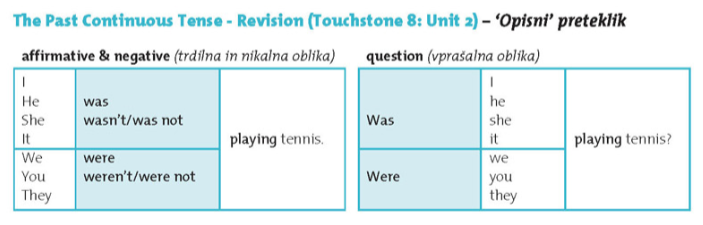 The Past Continuous Tense - Revision (Touchstone 8: Unit 2) – ‘Opisni’ preteklik
affirmative & negative (trdilna in nikalna oblika)
I
He
She
It
was
wasn't/was not
We
You
They
were
weren't/were not
playing tennis.
question (vprašalna oblika)
Was
I
he
she
it
Were
we
you
they
playing tennis?